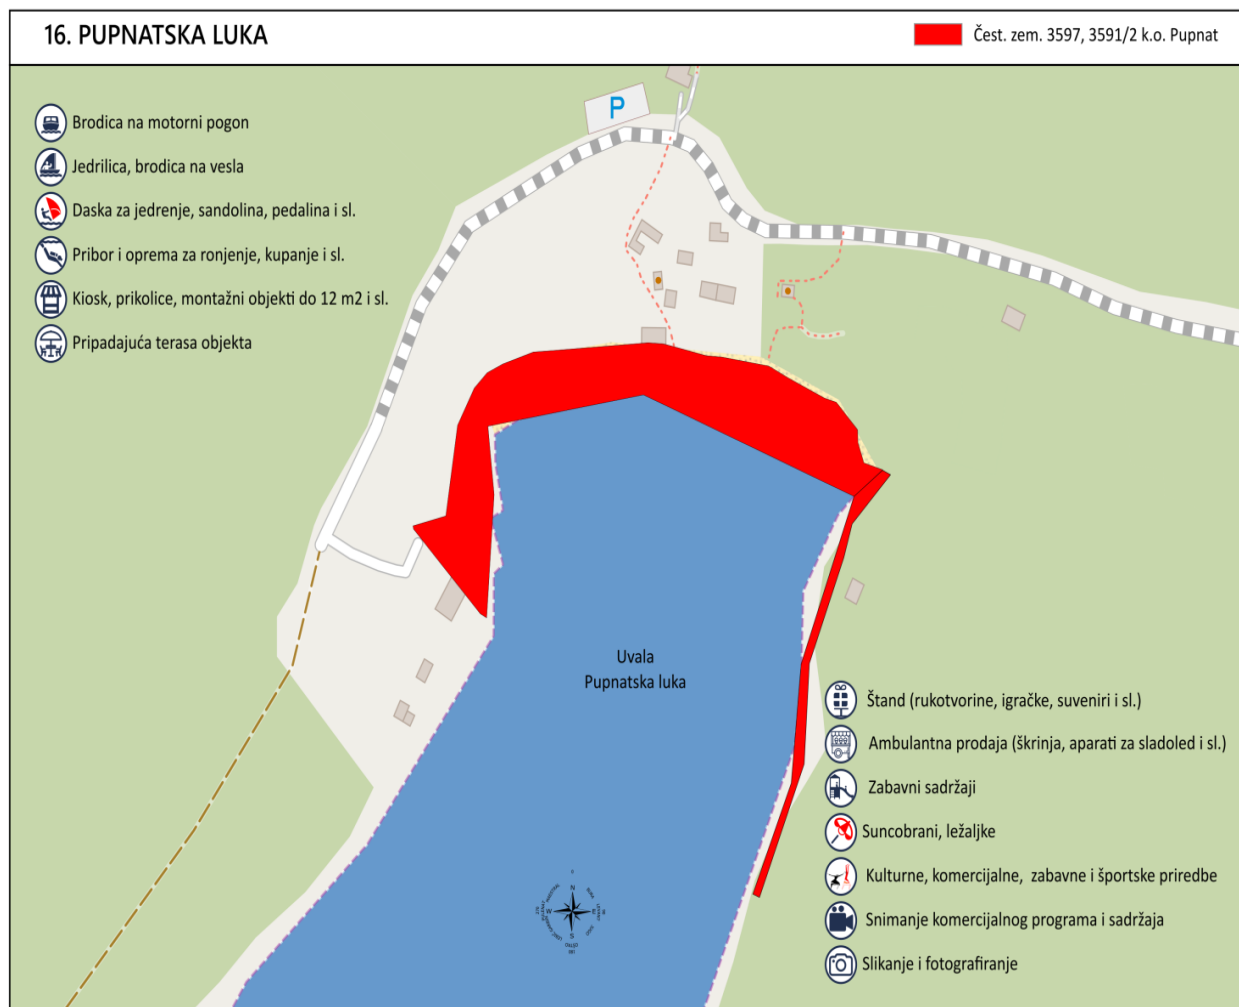 16. PUPNATSKA LUKA
Čest. zem. 3597, 3591/2 k.o. Pupnat
P
Brodica na motorni pogon
Jedrilica, brodica na vesla
Daska za jedrenje, sandolina, pedalina i sl.
Pribor i oprema za ronjenje, kupanje i sl.
Kiosk, prikolice, montažni objekti do 12 m2 i sl.
Pripadajuća terasa objekta
Uvala
Pupnatska luka
Štand (rukotvorine, igračke, suveniri i sl.)
Ambulantna prodaja (škrinja, aparati za sladoled i sl.)
Zabavni sadržaji
Suncobrani, ležaljke
Kulturne, komercijalne, zabavne i športske priredbe
Snimanje komercijalnog programa i sadržaja
Slikanje i fotografiranje
N
W
E
S